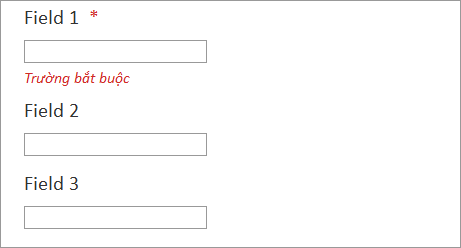 Field 1 *
Trường bắt buộc
Field 2
Field 3